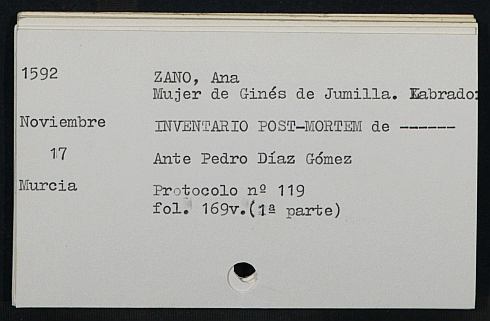 1592 ZANO, Ana
Mujer de Ginés de Jumilla. Labrador
Noviembre INVENTARIO POST-MORTEM de ------
17 Ante Pedro Díaz Gómez
Murcia Protocolo nº 119
fol. 169v.(1ª parte)